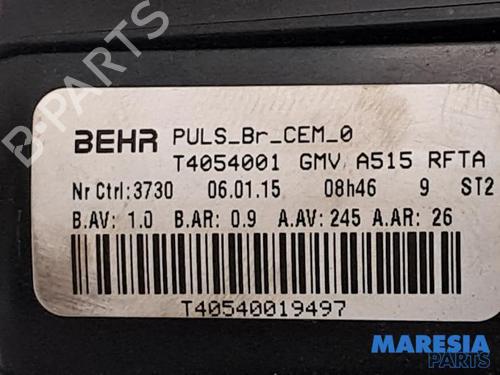 BEHR PULS_Br_CEM_0
T4054001 GMV A515 RFTA
Nr Ctrl:3730 06.01.15 08h46 9 ST2
B.AV: 1.0 B.AR: 0.9 A.AV: 245 A.AR: 26
T40540019497
B-PARTS
MARESIA
PARTS